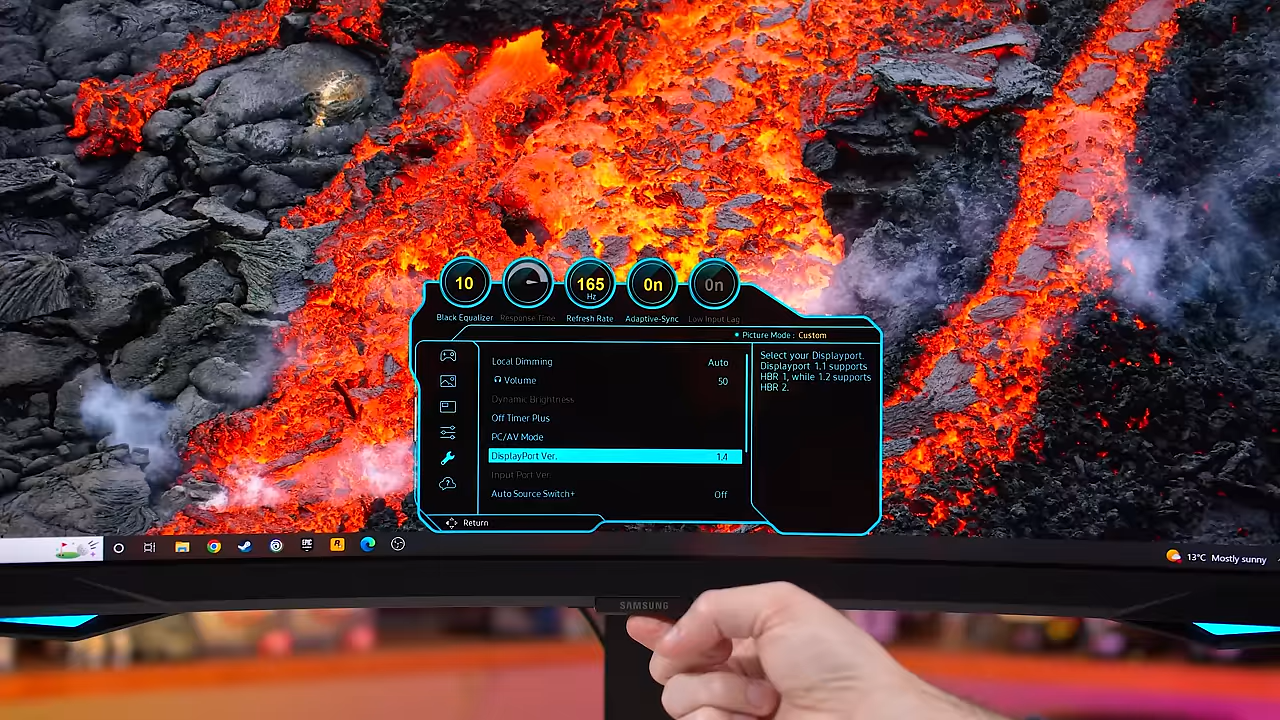 10
165
Hz
0n
0n
Black Equalizer
Response Time
Refresh Rate
Adaptive-Sync
Low Input Lag
Picture Mode : Custom
Local Dimming Auto
Volume 50
Dynamic Brightness
Off Timer Plus
PC/AV Mode
DisplayPort Ver. 1.4
Input Port Ver.
Auto Source Switch+ Off
Select your Displayport.
Displayport 1.1 supports
HBR 1, while 1.2 supports
HBR 2.
Return
EPIC
R
13°C Mostly sunny
SAMSUNG